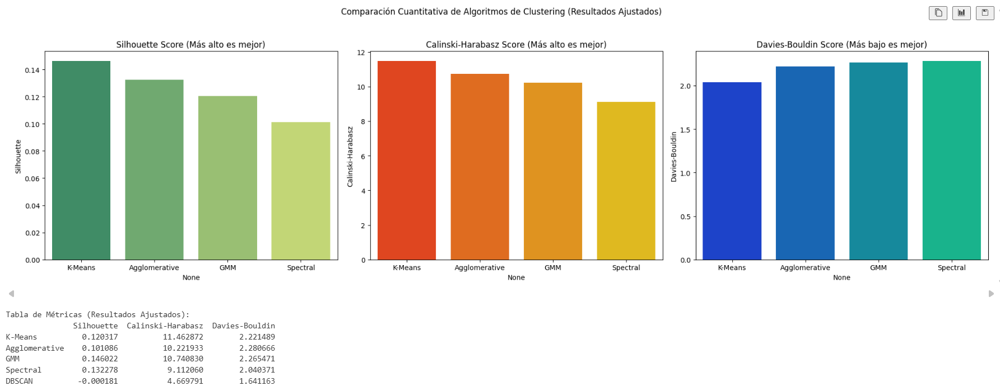 Comparación Cuantitativa de Algoritmos de Clustering (Resultados Ajustados)
Silhouette Score (Más alto es mejor)
Silhouette
0.14
0.12
0.10
0.08
0.06
0.04
0.02
0.00
K-Means Agglomerative GMM Spectral
None
Calinski-Harabasz Score (Más alto es mejor)
Calinski-Harabasz
12
10
8
6
4
2
0
K-Means Agglomerative GMM Spectral
None
Davies-Bouldin Score (Más bajo es mejor)
Davies-Bouldin
2.0
1.5
1.0
0.5
0.0
K-Means Agglomerative GMM Spectral
None
Tabla de Métricas (Resultados Ajustados):
Silhouette Calinski-Harabasz Davies-Bouldin
K-Means 0.120317 11.462872 2.221489
Agglomerative 0.101086 10.221933 2.280666
GMM 0.146022 10.740830 2.265471
Spectral 0.132278 9.112060 2.040371
DBSCAN -0.000181 4.669791 1.641163